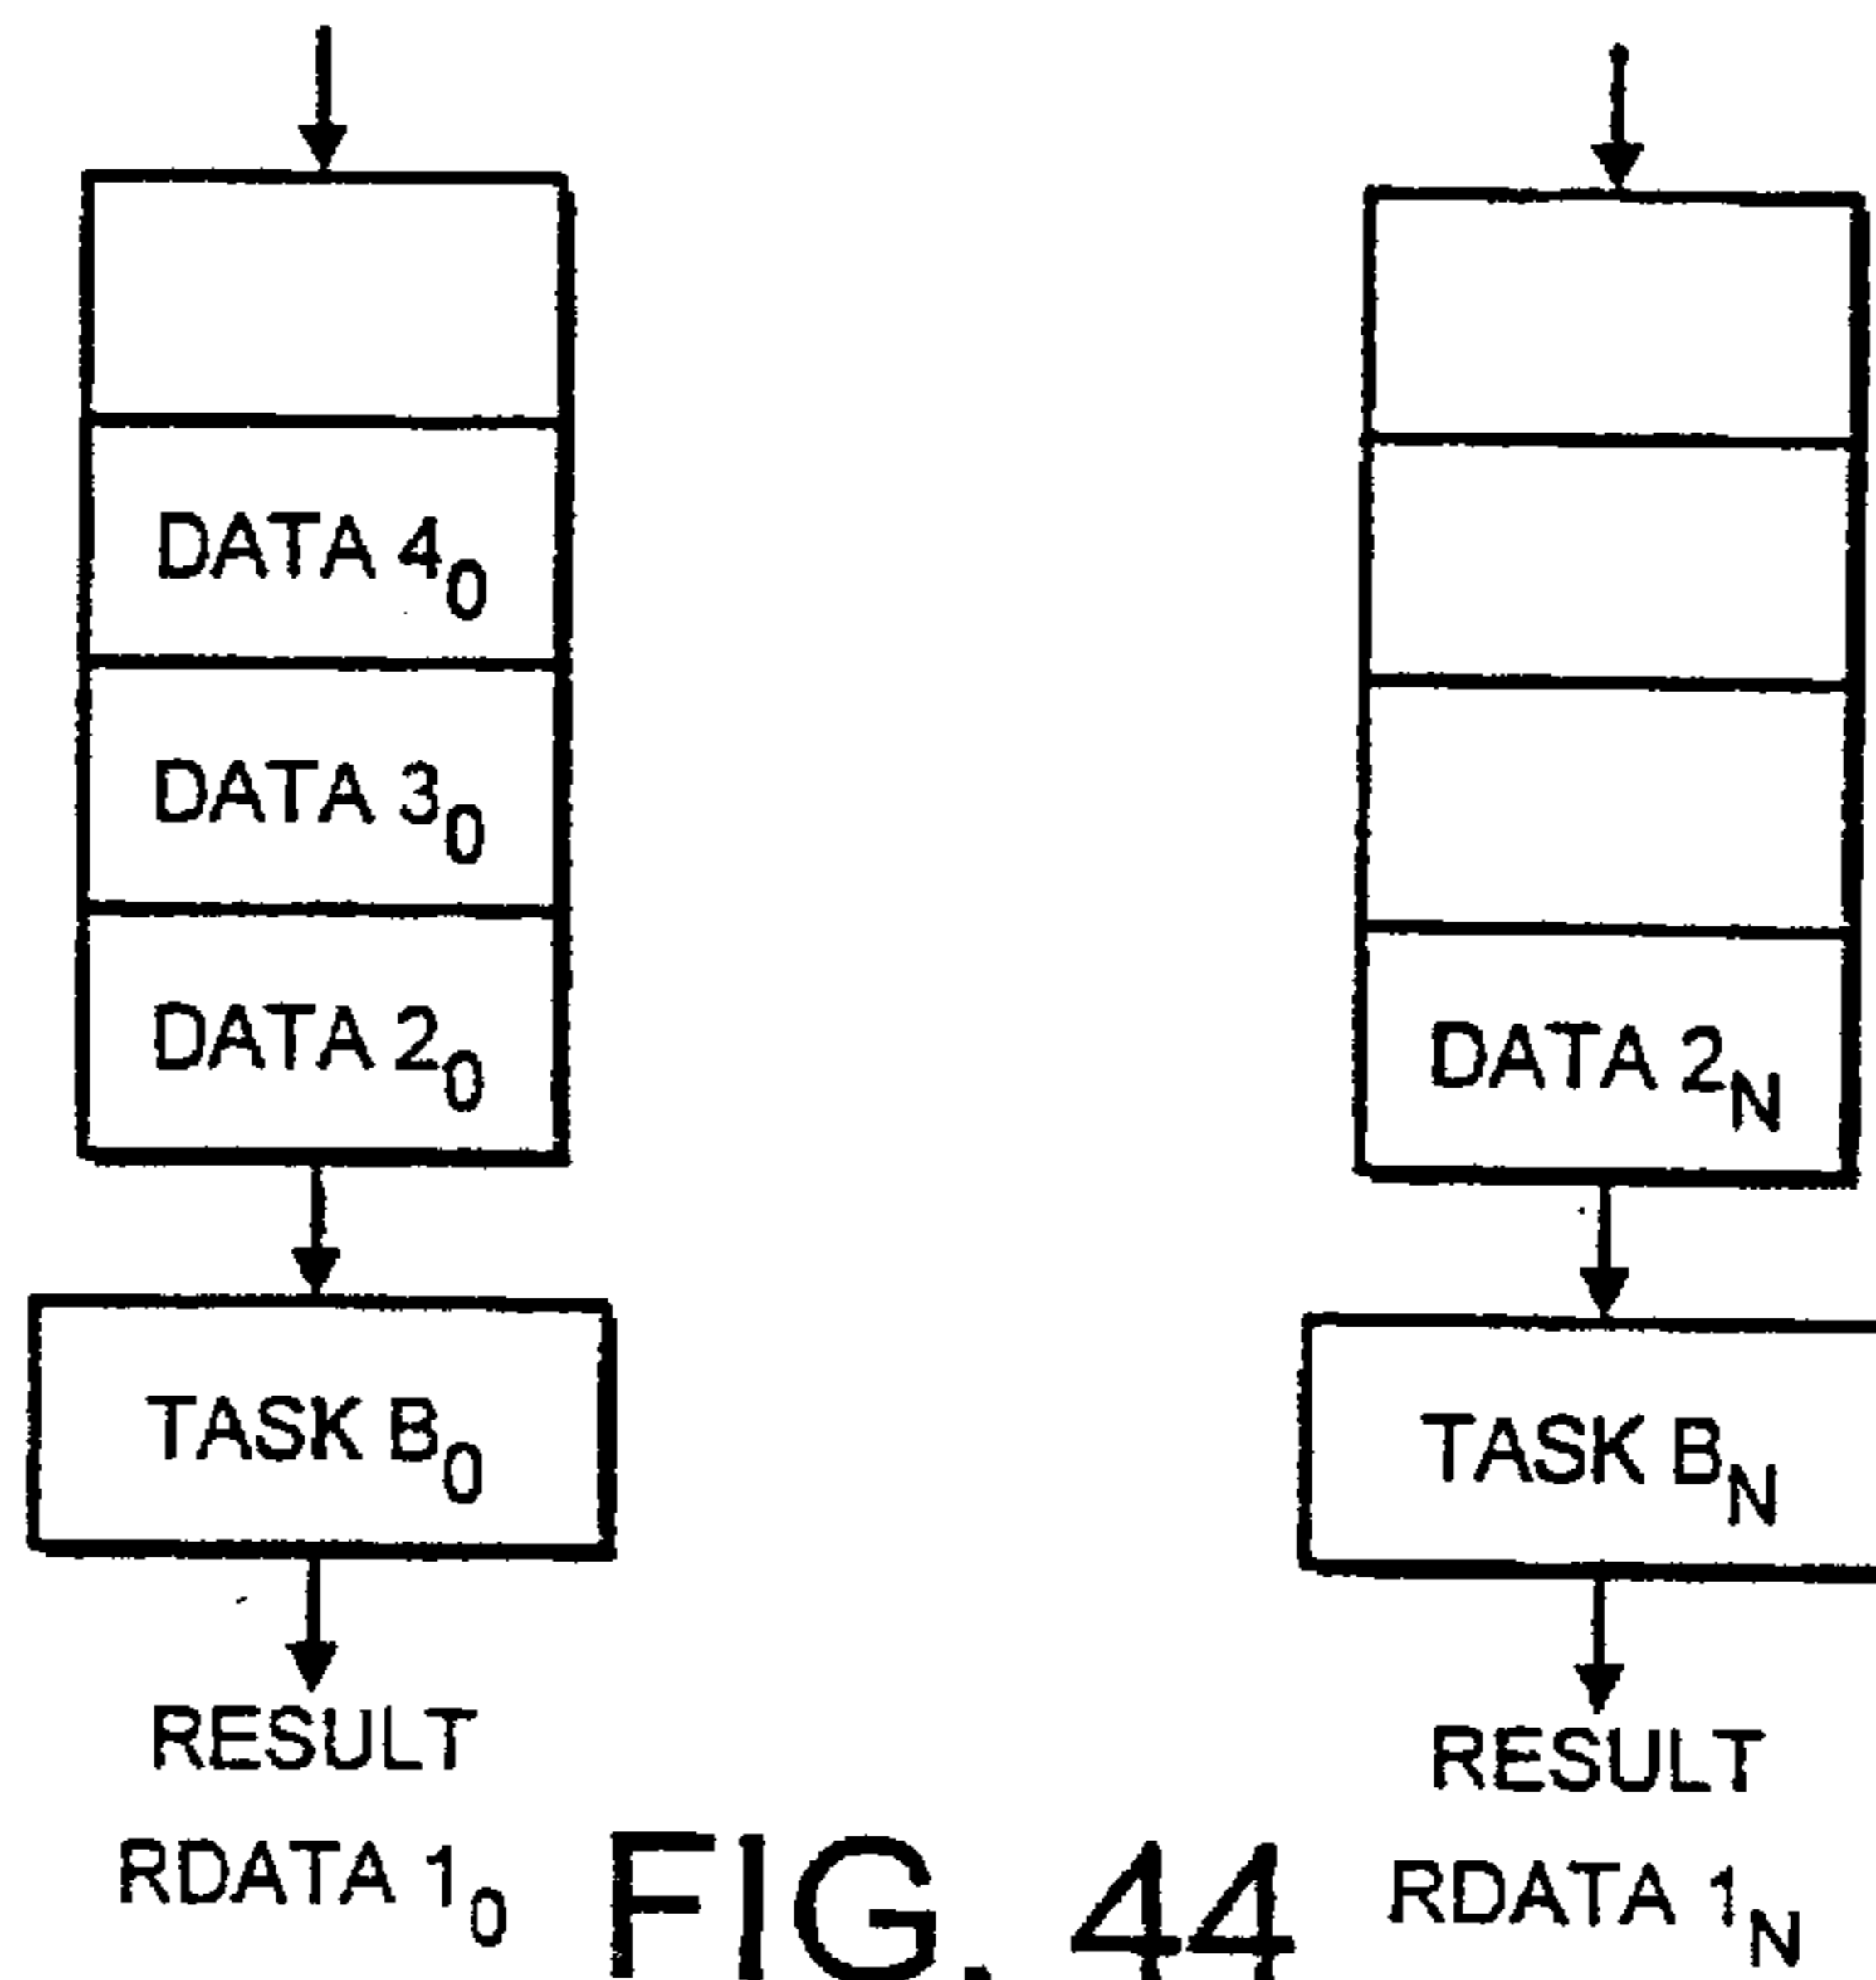 DATA 4₀
DATA 3₀
DATA 2₀
TASK B₀
RESULT
RDATA 1₀
DATA 2N
TASK BN
RESULT
RDATA 1N
FIG. 44